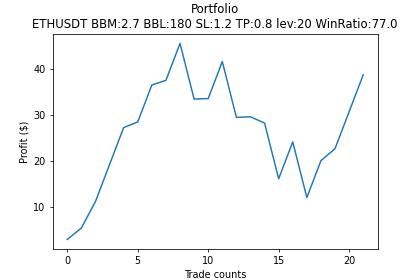 Portfolio
ETHUSDT BBM:2.7 BBL:180 SL:1.2 TP:0.8 lev:20 WinRatio:77.0
Profit ($)
40
30
20
10
0 5 10 15 20
Trade counts